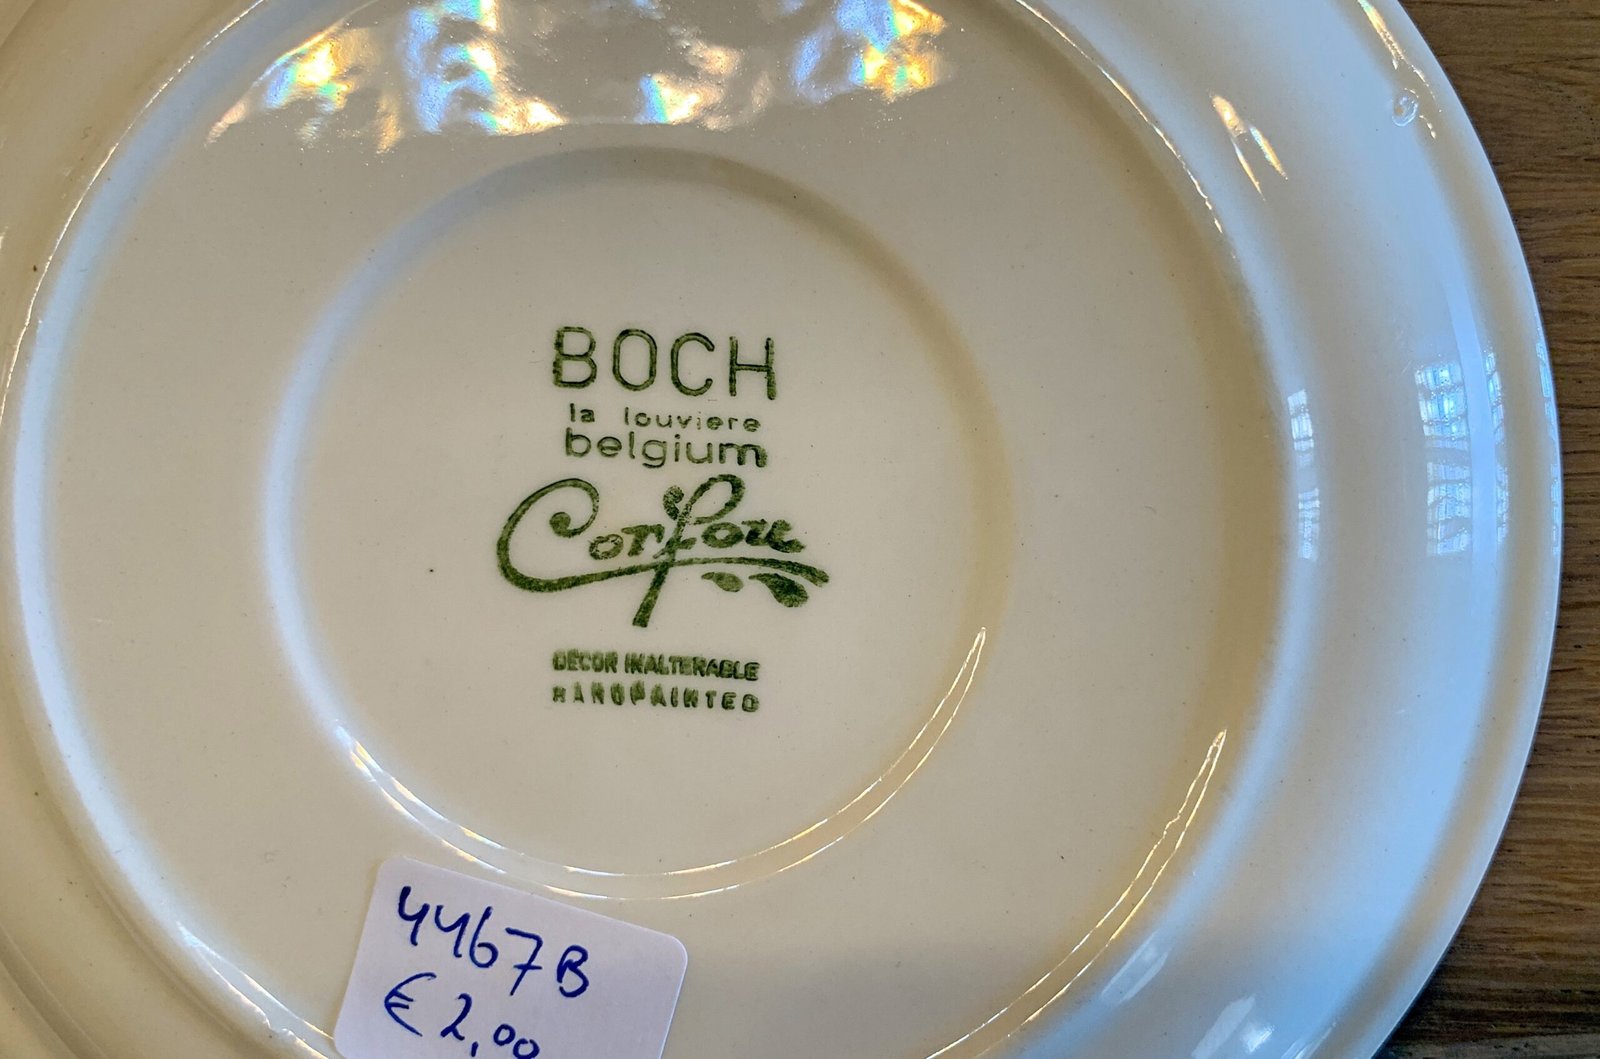 BOCH
la louviere
belgium
Corfou
DÉCOR INALTERABLE
HANDPAINTED
4467B
€ 2,00